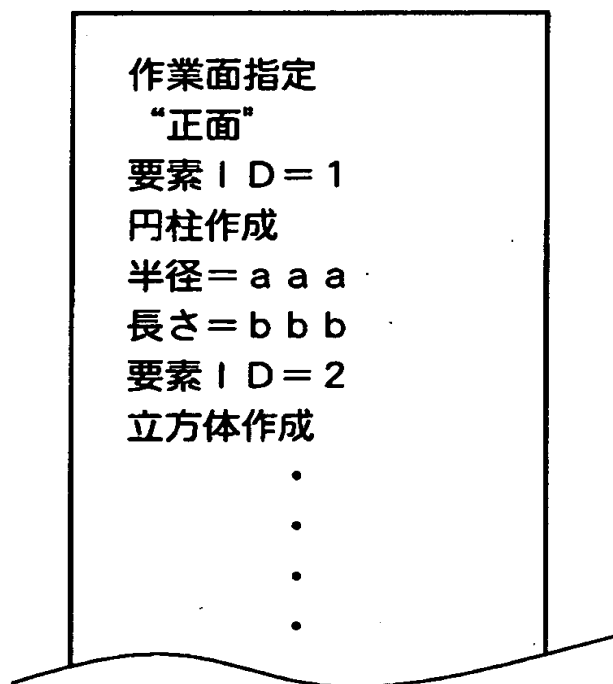 作業面指定
“正面”
要素ID=1
円柱作成
半径=aaa
長さ=bbb
要素ID=2
立方体作成
・
・
・
・